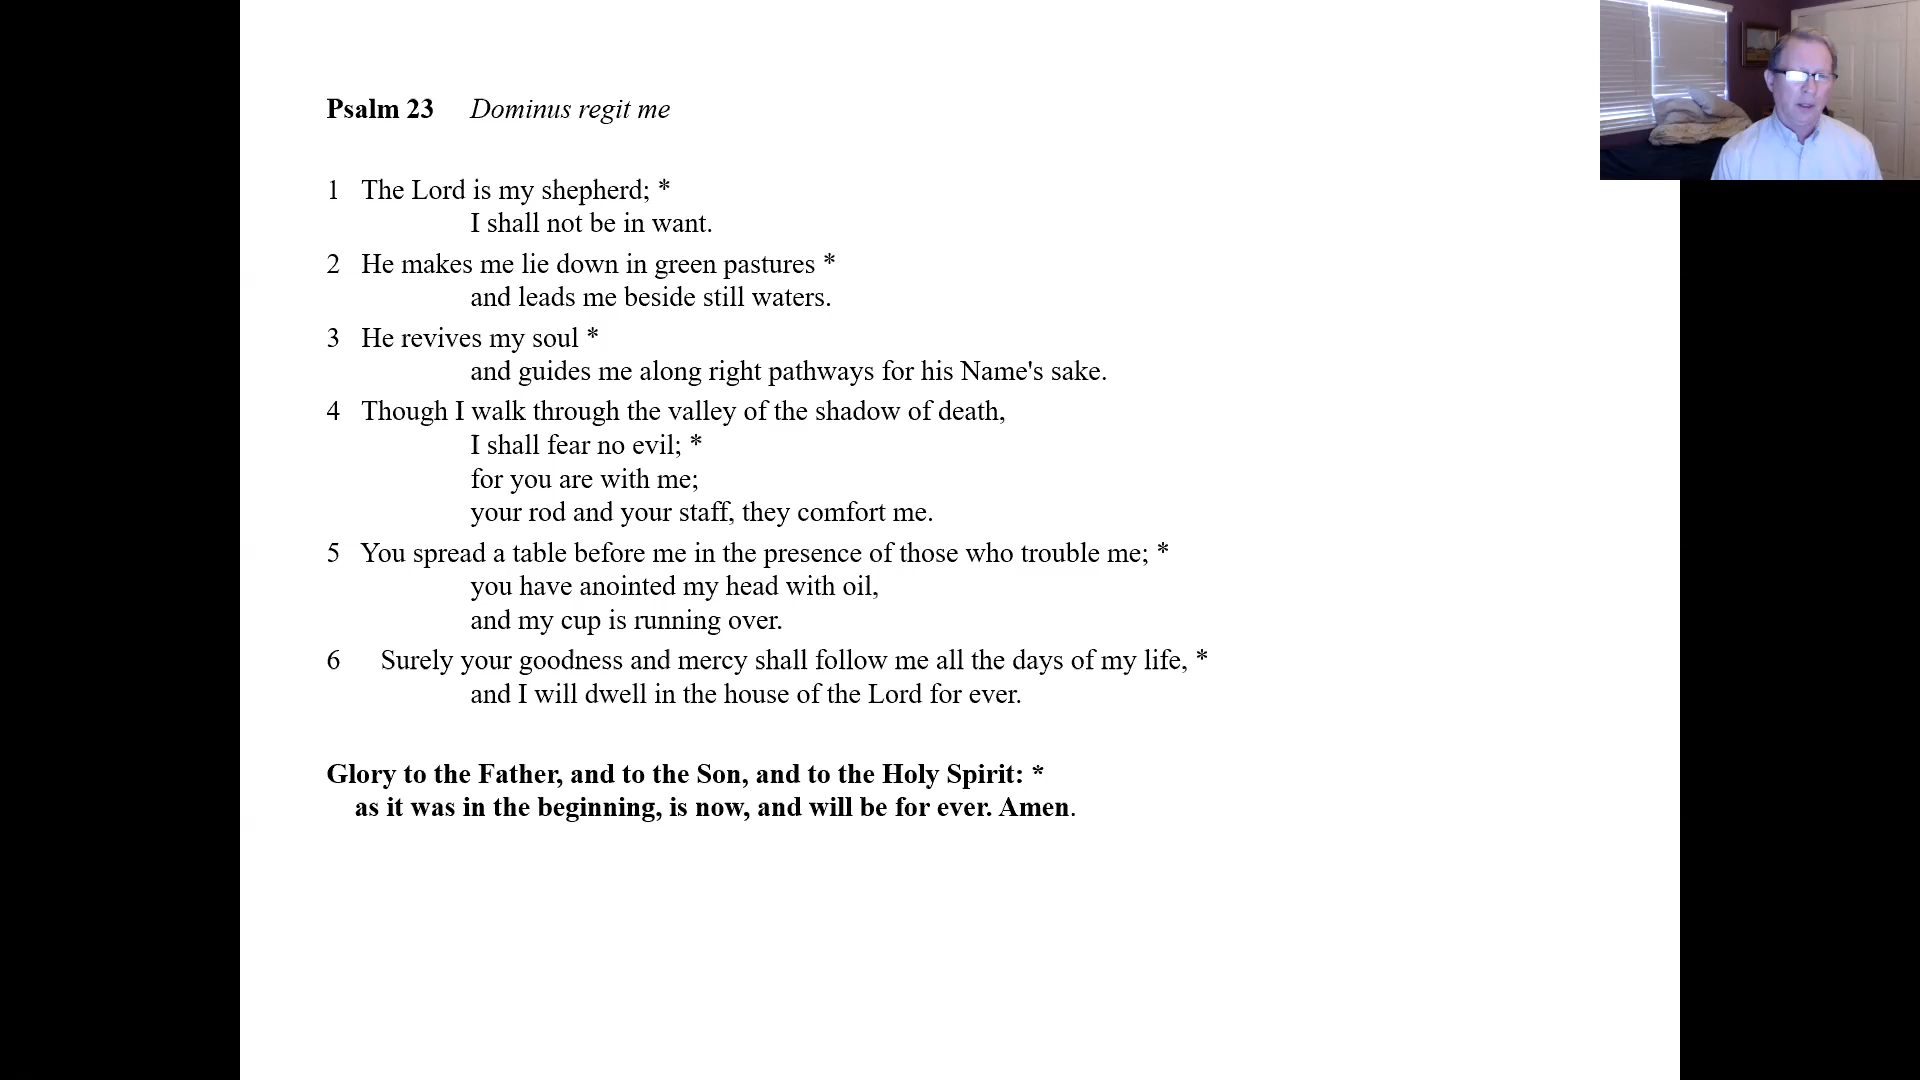 Psalm 23 Dominus regit me
1 The Lord is my shepherd; *
I shall not be in want.
2 He makes me lie down in green pastures *
and leads me beside still waters.
3 He revives my soul *
and guides me along right pathways for his Name's sake.
4 Though I walk through the valley of the shadow of death,
I shall fear no evil; *
for you are with me;
your rod and your staff, they comfort me.
5 You spread a table before me in the presence of those who trouble me; *
you have anointed my head with oil,
and my cup is running over.
6 Surely your goodness and mercy shall follow me all the days of my life, *
and I will dwell in the house of the Lord for ever.
Glory to the Father, and to the Son, and to the Holy Spirit: *
as it was in the beginning, is now, and will be for ever. Amen.